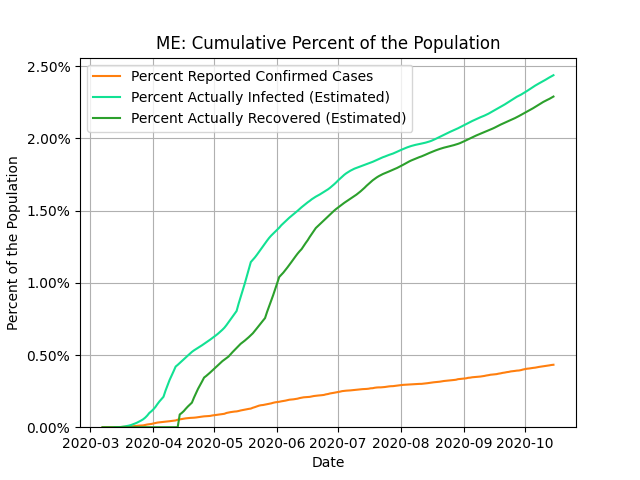 ME: Cumulative Percent of the Population
Percent Reported Confirmed Cases
Percent Actually Infected (Estimated)
Percent Actually Recovered (Estimated)
Percent of the Population
2.50%
2.00%
1.50%
1.00%
0.50%
0.00%
2020-03 2020-04 2020-05 2020-06 2020-07 2020-08 2020-09 2020-10
Date